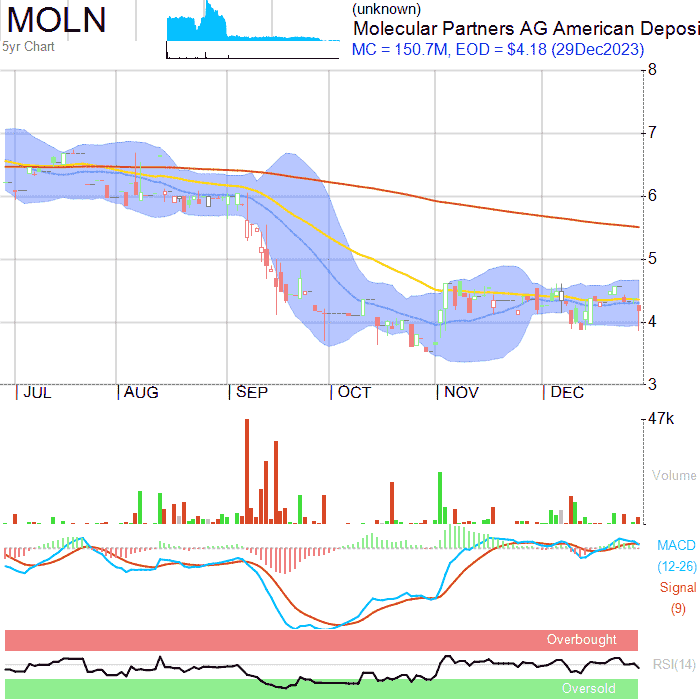 MOLN
5yr Chart
(unknown)
Molecular Partners AG American Deposi
MC = 150.7M, EOD = $4.18 (29Dec2023)
8
7
6
5
4
3
JUL AUG SEP OCT NOV DEC
47k
Volume
MACD
(12-26)
Signal
(9)
Overbought
RSI(14)
Oversold